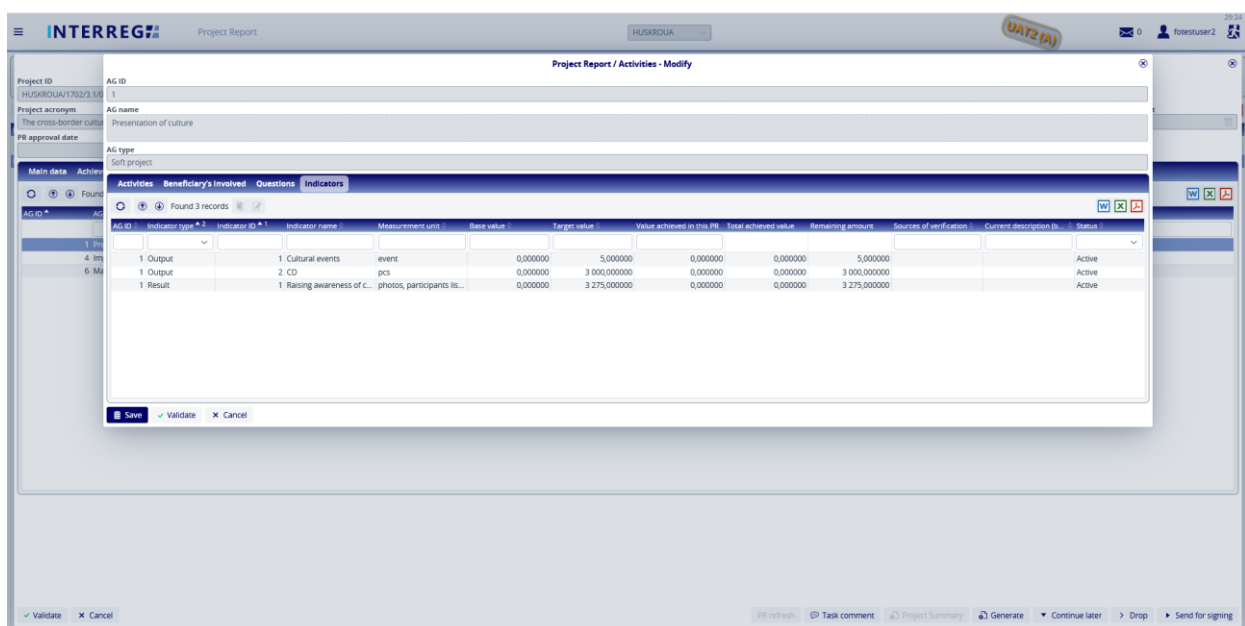 29:24
INTERREG
Project Report
HUSKROUA
UAT2 (A)
0
fotestuser2
Project Report / Activities - Modify
Project ID
AG ID
HUSKROUA/1702/3.1/0
1
Project acronym
AG name
The cross-border cultu
Presentation of culture
PR approval date
AG type
Soft project
Main data Achiev
Activities Beneficiary's involved Questions Indicators
Found
Found 3 records
W X
W X
AG ID
AG
AG ID Indicator type 2 Indicator ID 1 Indicator name Measurement unit Base value Target value Value achieved in this PR Total achieved value Remaining amount Sources of verification Current description (b... Status
1 Pr
1 Output 1 Cultural events event 0,000000 5,000000 0,000000 0,000000 5,000000 Active
4 Im
1 Output 2 CD pcs 0,000000 3 000,000000 0,000000 0,000000 3 000,000000 Active
6 Ma
1 Result 1 Raising awareness of c... photos, participants lis... 0,000000 3 275,000000 0,000000 0,000000 3 275,000000 Active
Save Validate Cancel
Validate Cancel PR refresh Task comment Project Summary Generate Continue later Drop Send for signing